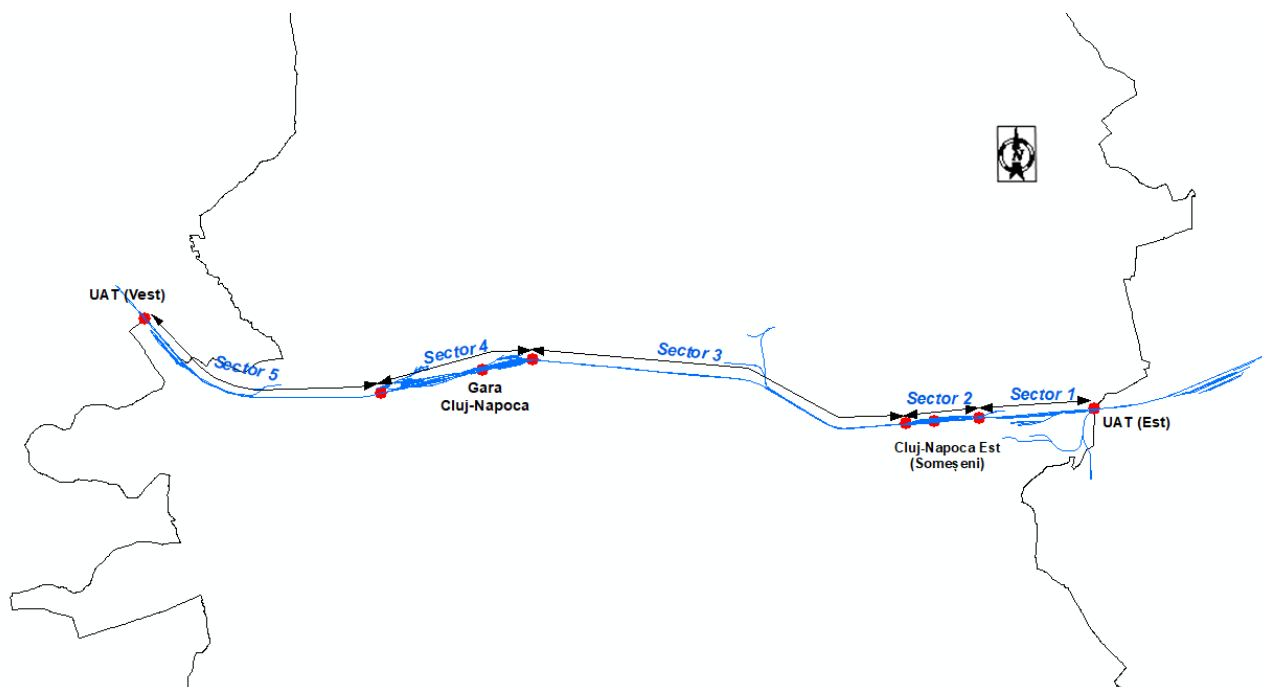 N
UAT (Vest)
Sector 5
Sector 4
Gara
Cluj-Napoca
Sector 3
Sector 2
Sector 1
UAT (Est)
Cluj-Napoca Est
(Someșeni)